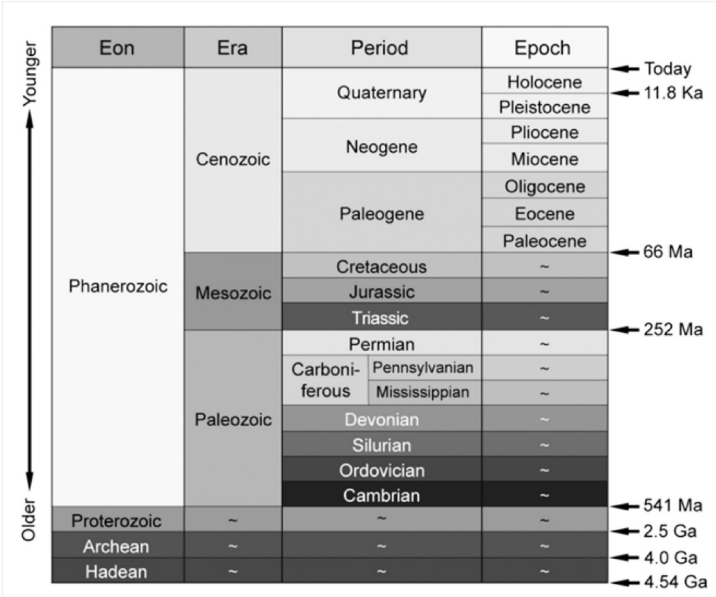 Eon Era Period Epoch
Today
Holocene
11.8 Ka
Quaternary
Pleistocene
Pliocene
Neogene
Miocene
Cenozoic
Oligocene
Paleogene
Eocene
Paleocene
66 Ma
Cretaceous ~
Phanerozoic
Mesozoic
Jurassic ~
Triassic ~
252 Ma
Permian ~
Carboni-
ferous
Pennsylvanian ~
Mississippian ~
Paleozoic
Devonian ~
Silurian ~
Ordovician ~
Cambrian ~
541 Ma
Proterozoic ~ ~ ~
2.5 Ga
Archean ~ ~ ~
4.0 Ga
Hadean ~ ~ ~
4.54 Ga
Younger
Older